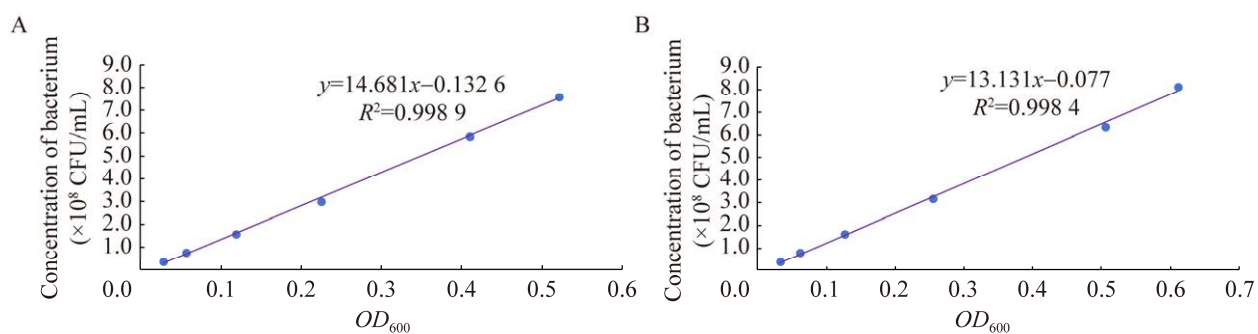 A
Concentration of bacterium
(×10⁸ CFU/mL)
9.0
8.0
7.0
6.0
5.0
4.0
3.0
2.0
1.0
0.0
0.1
0.2
0.3
0.4
0.5
0.6
OD₆₀₀
y=14.681x−0.132 6
R²=0.998 9
B
Concentration of bacterium
(×10⁸ CFU/mL)
9.0
8.0
7.0
6.0
5.0
4.0
3.0
2.0
1.0
0.0
0.1
0.2
0.3
0.4
0.5
0.6
0.7
OD₆₀₀
y=13.131x−0.077
R²=0.998 4